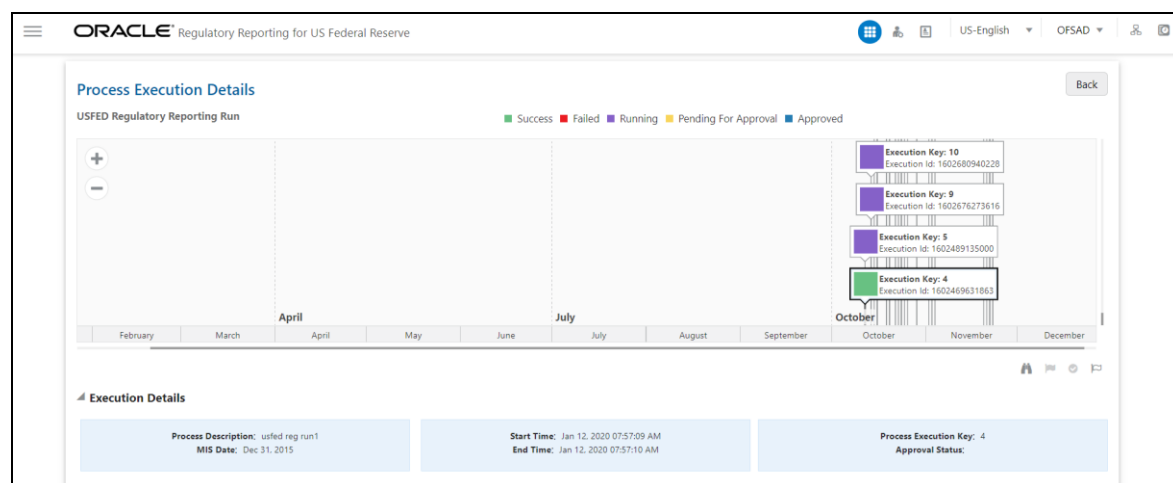 ORACLE® Regulatory Reporting for US Federal Reserve
US-English
OFSAD
Process Execution Details
Back
USFED Regulatory Reporting Run
Success Failed Running Pending For Approval Approved
Execution Key: 10
Execution Id: 1602680940228
Execution Key: 9
Execution Id: 1602676273616
Execution Key: 5
Execution Id: 1602489135000
Execution Key: 4
Execution Id: 1602469631863
April July October
February March April May June July August September October November December
Execution Details
Process Description: usfed reg run1
MIS Date: Dec 31, 2015
Start Time: Jan 12, 2020 07:57:09 AM
End Time: Jan 12, 2020 07:57:10 AM
Process Execution Key: 4
Approval Status: